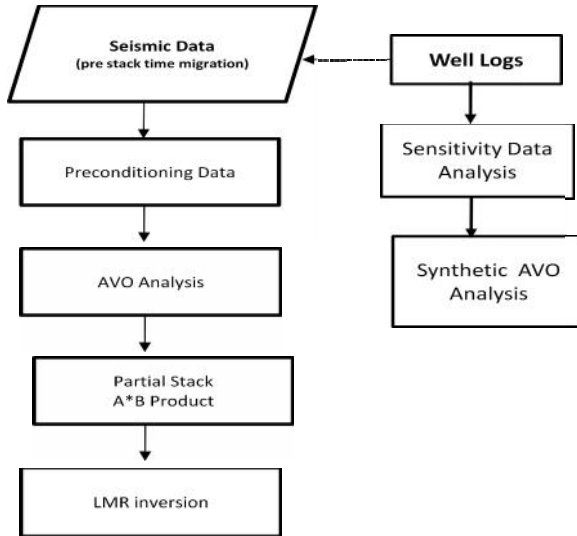 Seismic Data
(pre stack time migration)
Well Logs
Preconditioning Data
Sensitivity Data
Analysis
AVO Analysis
Synthetic AVO
Analysis
Partial Stack
A*B Product
LMR inversion